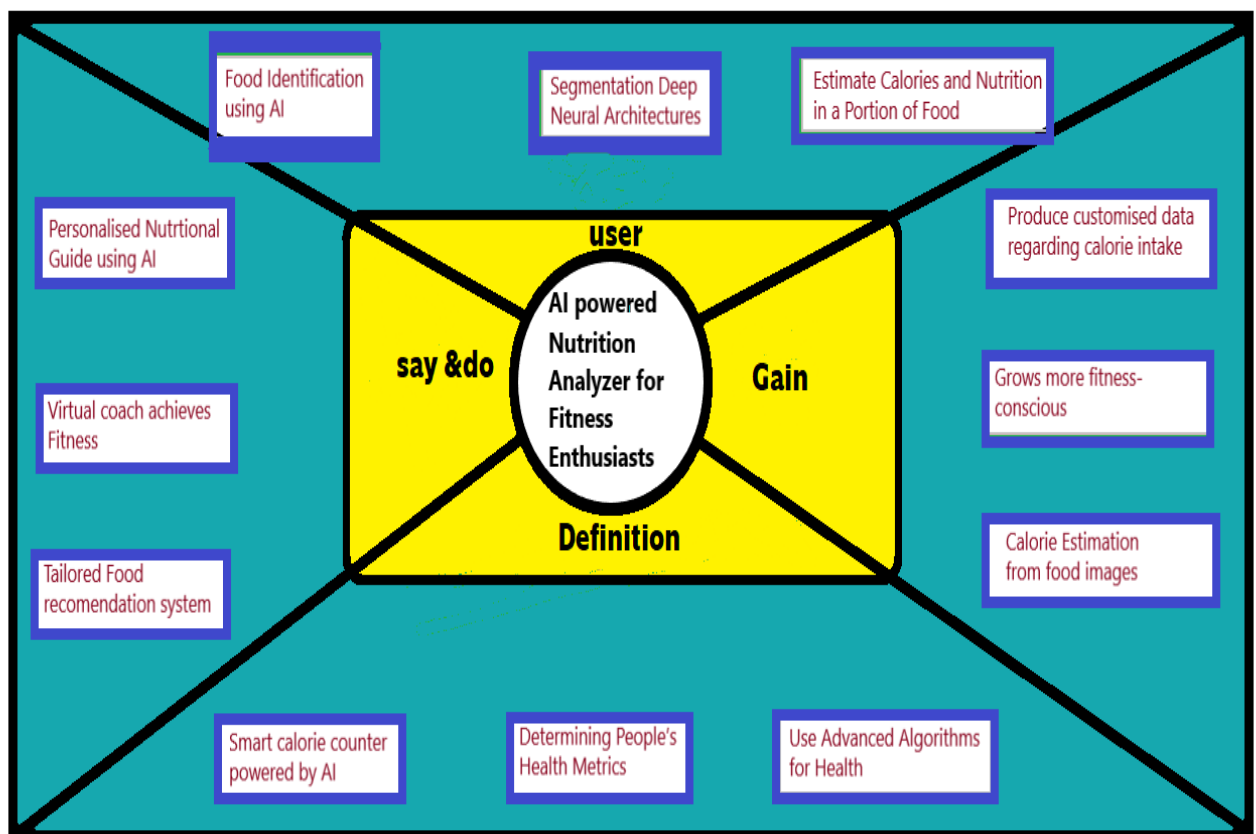 Food Identification
using AI
Segmentation Deep
Neural Architectures
Estimate Calories and Nutrition
in a Portion of Food
Personalised Nutrtional
Guide using AI
Produce customised data
regarding calorie intake
user
AI powered
Nutrition
Analyzer for
Fitness
Enthusiasts
say &do
Gain
Definition
Virtual coach achieves
Fitness
Grows more fitness-
conscious
Tailored Food
recomendation system
Calorie Estimation
from food images
Smart calorie counter
powered by AI
Determining People's
Health Metrics
Use Advanced Algorithms
for Health